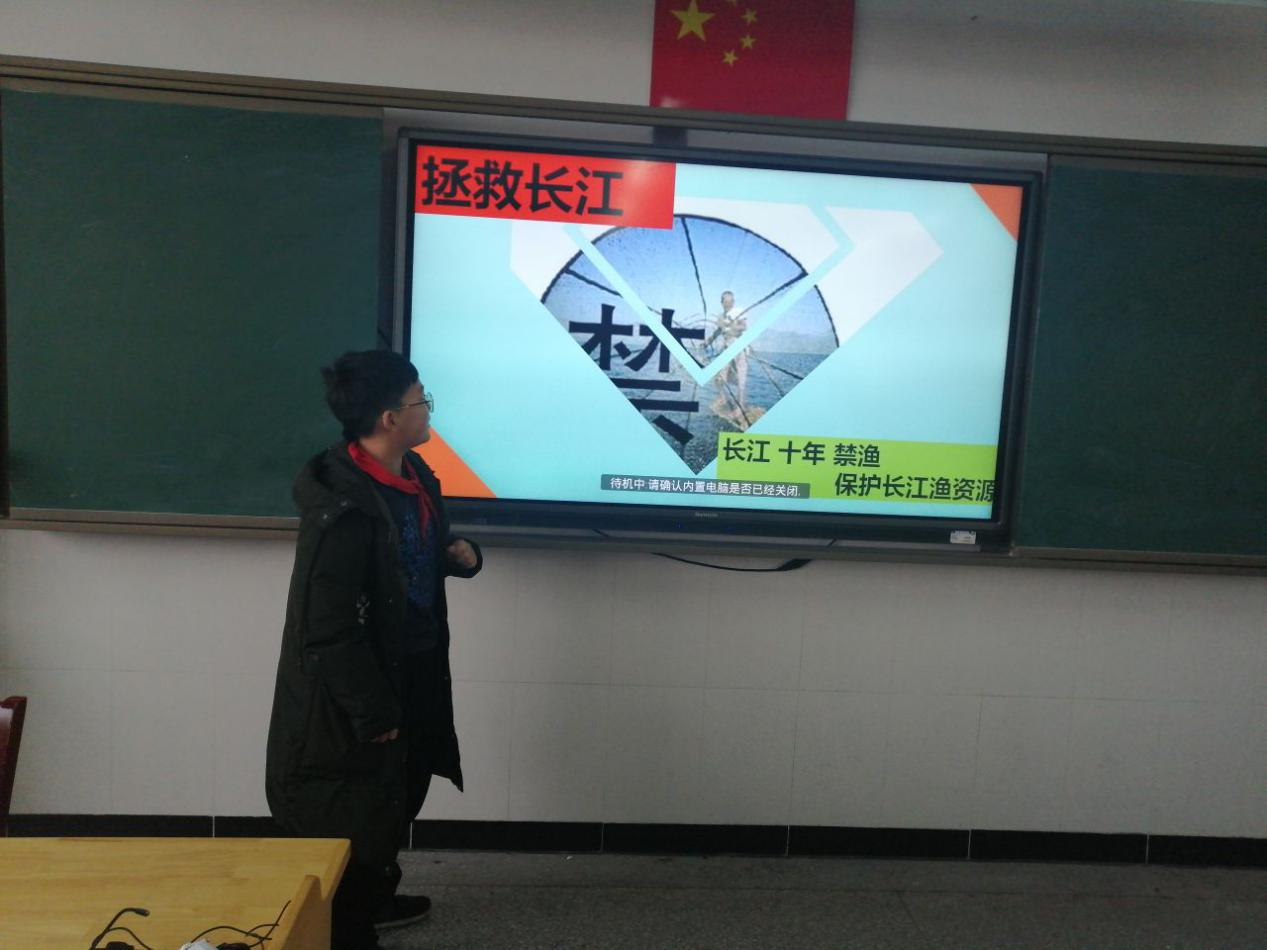 拯救长江
禁
长江 十年 禁渔
保护长江渔资源
待机中·请确认内置电脑是否已经关闭.